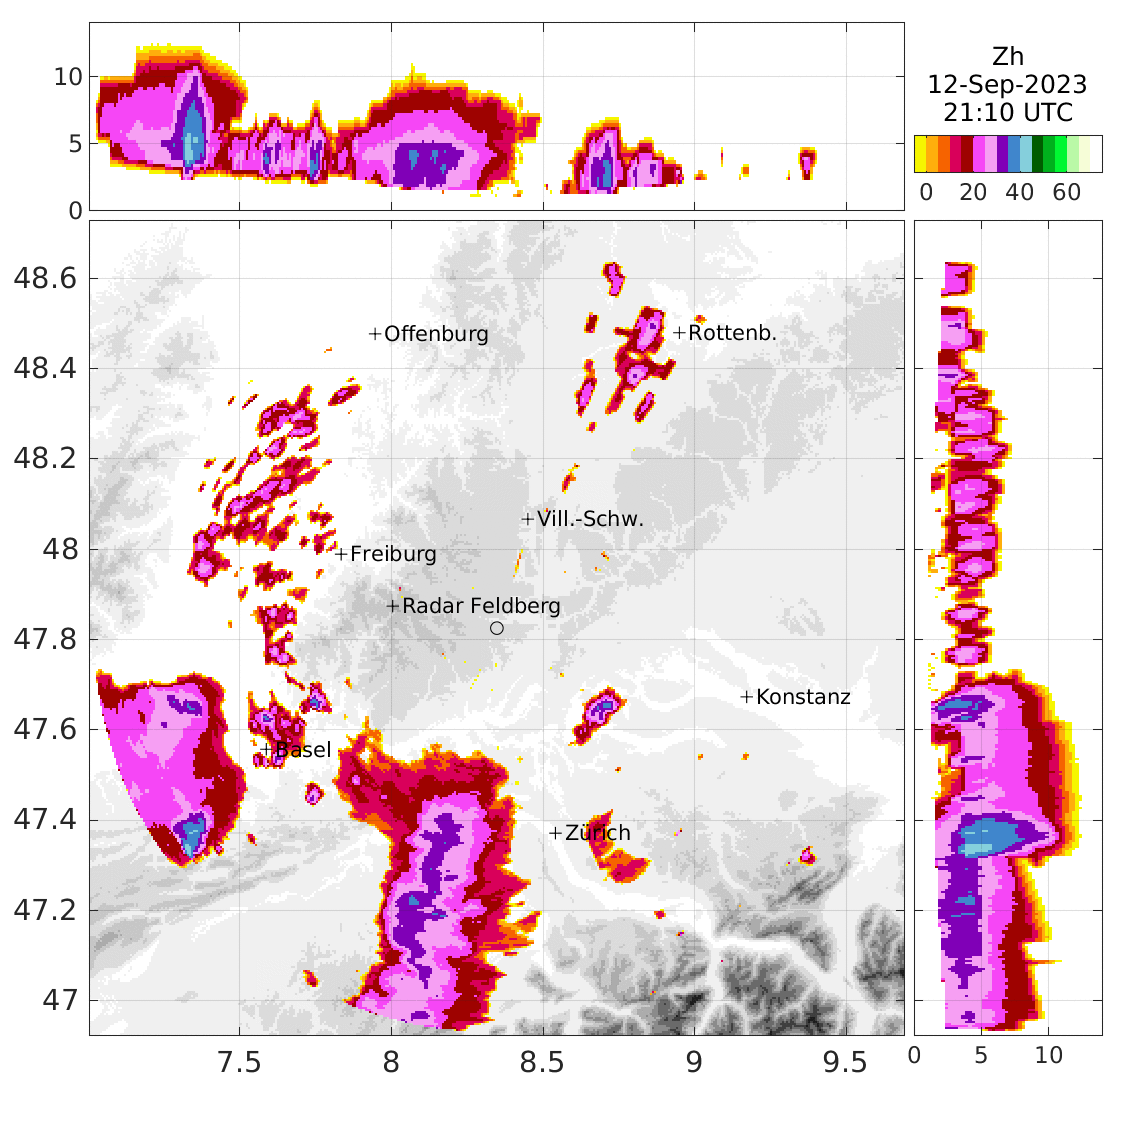 10
5
0
Zh
12-Sep-2023
21:10 UTC
0 20 40 60
48.6
48.4
48.2
48
47.8
47.6
47.4
47.2
47
+Offenburg
+Rottenb.
+Vill.-Schw.
+Freiburg
+Radar Feldberg
+Konstanz
+Basel
+Zürich
7.5 8 8.5 9 9.5
0 5 10